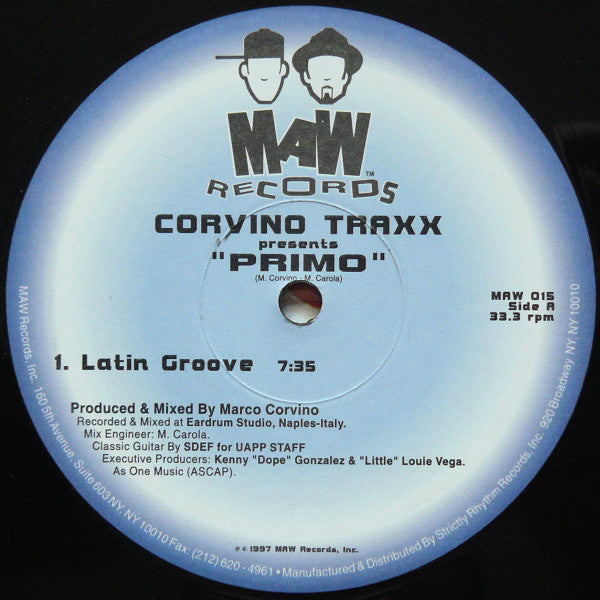 MAW™
RECORDS
CORVINO TRAXX
presents
"PRIMO"
(M. Corvino - M. Carola)
MAW 015
Side A
33.3 rpm
1. Latin Groove 7:35
Produced & Mixed By Marco Corvino
Recorded & Mixed at Eardrum Studio, Naples-Italy.
Mix Engineer: M. Carola.
Classic Guitar By SDEF for UAPP STAFF
Executive Producers: Kenny "Dope" Gonzalez & "Little" Louie Vega.
As One Music (ASCAP).
℗ © 1997 MAW Records, Inc.
MAW Records, Inc. 160 5th Avenue, Suite 603 NY, NY 10010 Fax: (212) 620 - 4961 • Manufactured & Distributed By Strictly Rhythm Records, Inc. 920 Broadway NY, NY 10010